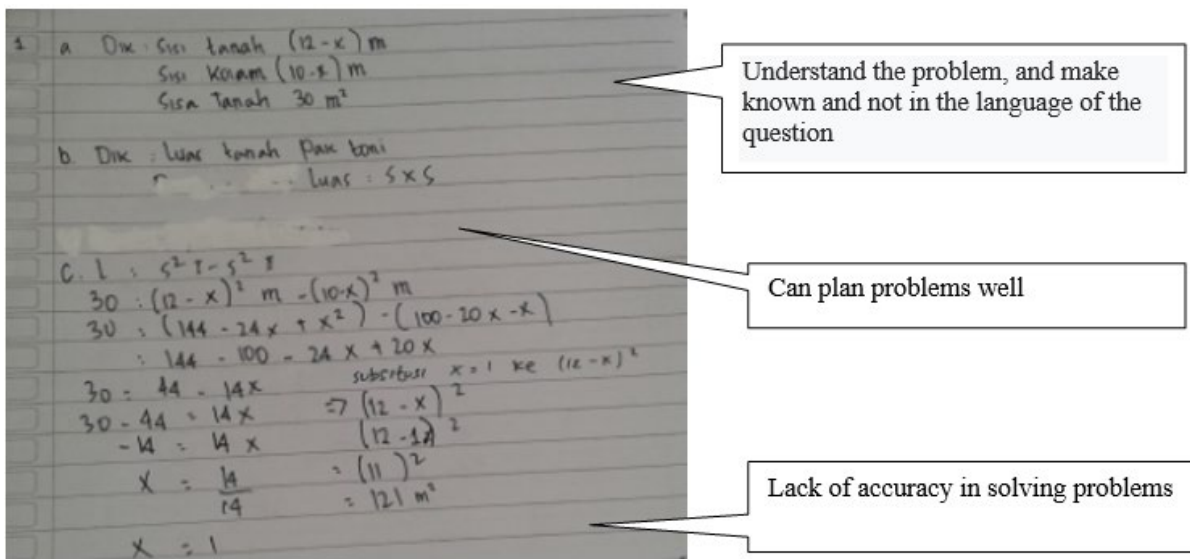 1 a Dik : Sisi tanah (12-x) m
Sisi kolam (10-x) m
Sisa Tanah 30 m²
b. Dik : Luas tanah Pak toni
luas : s x s
C. L : s² T - s² T
30 : (12 - x)² m - (10-x)² m
30 : (144 - 24x + x²) - (100 - 20x - x)
: 144 - 100 - 24x + 20x
30 = 44 - 14x
30 - 44 = 14x
-14 = 14 x
x = 14/14
x = 1
substusi x = 1 ke (12-x)²
=> (12 - x)²
(12 - 1)²
= (11)²
= 121 m²
Understand the problem, and make
known and not in the language of the
question
Can plan problems well
Lack of accuracy in solving problems